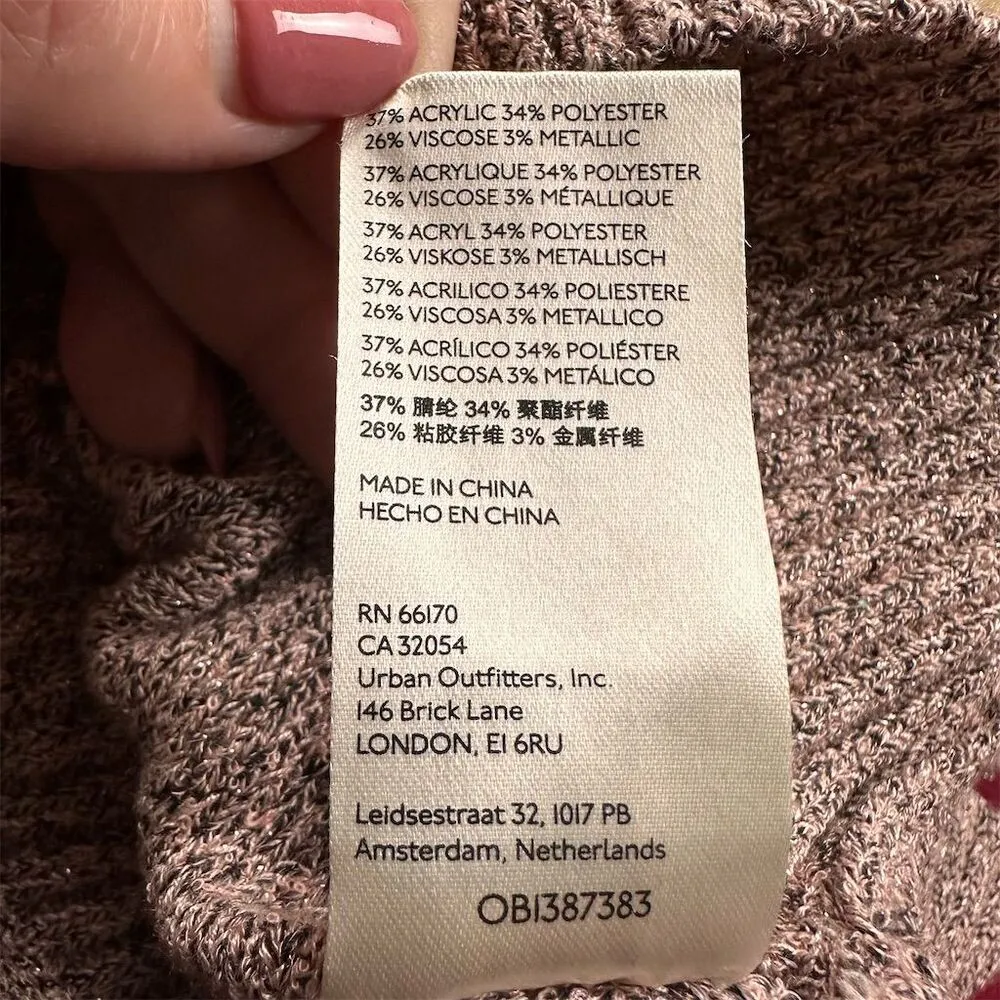 37% ACRYLIC 34% POLYESTER
26% VISCOSE 3% METALLIC
37% ACRYLIQUE 34% POLYESTER
26% VISCOSE 3% MÉTALLIQUE
37% ACRYL 34% POLYESTER
26% VISKOSE 3% METALLISCH
37% ACRILICO 34% POLIESTERE
26% VISCOSA 3% METALLICO
37% ACRÍLICO 34% POLIÉSTER
26% VISCOSA 3% METÁLICO
37% 腈纶 34% 聚酯纤维
26% 粘胶纤维 3% 金属纤维
MADE IN CHINA
HECHO EN CHINA
RN 66170
CA 32054
Urban Outfitters, Inc.
146 Brick Lane
LONDON, E1 6RU
Leidsestraat 32, 1017 PB
Amsterdam, Netherlands
OB1387383